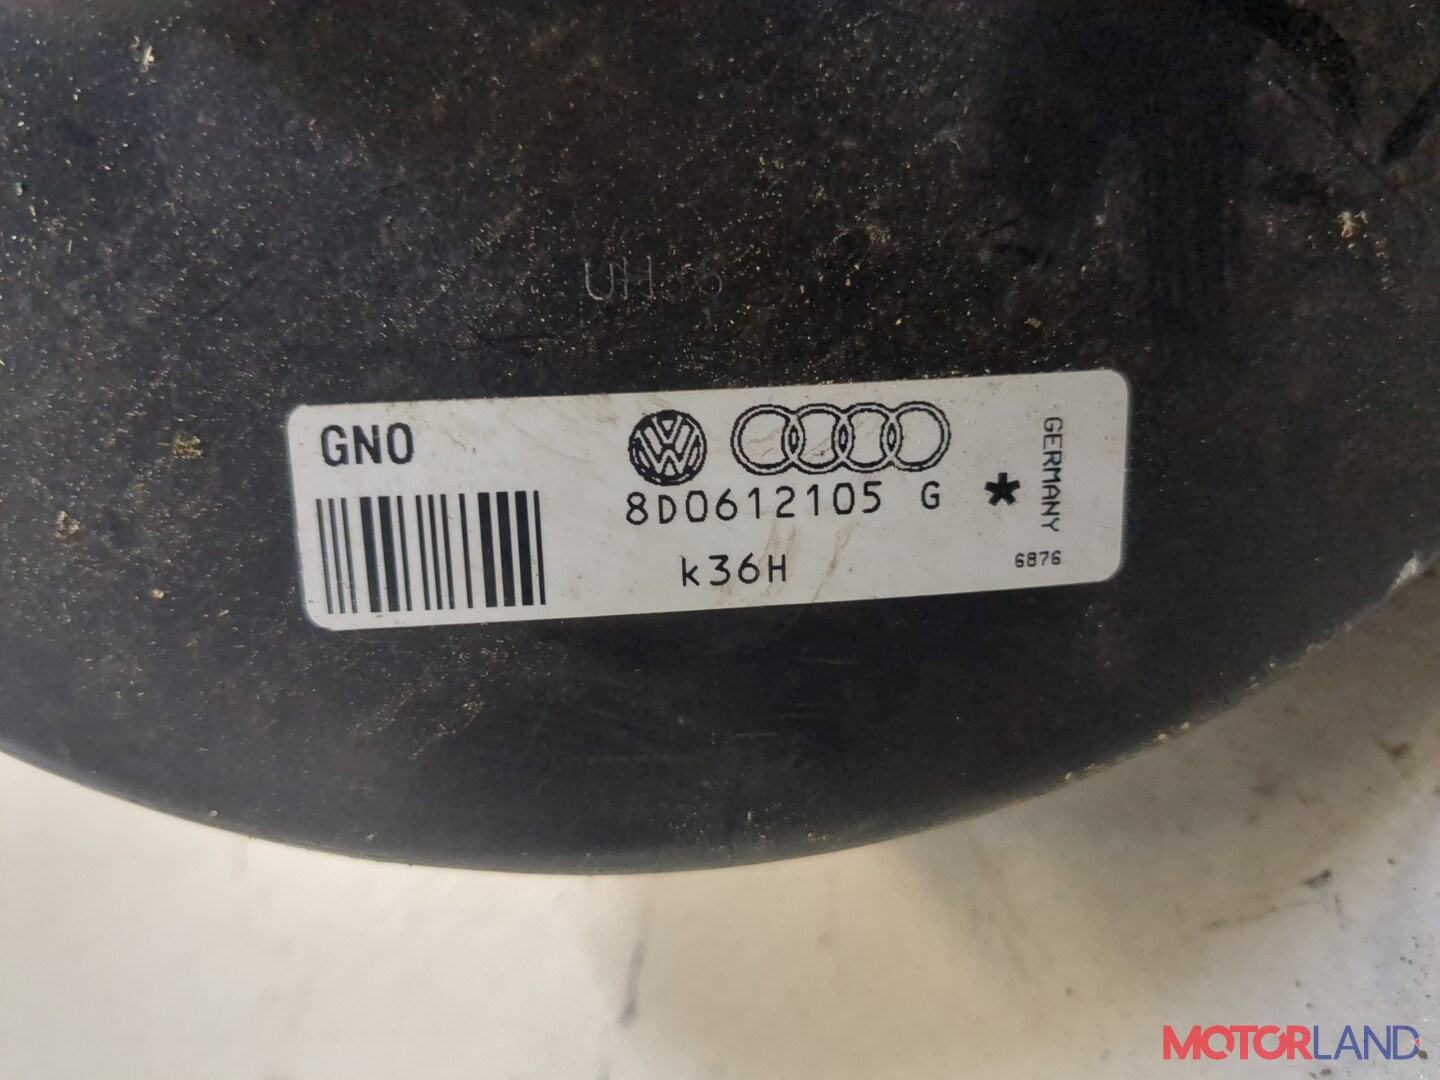 GNO
8D0612105 G
*
GERMANY
k36H
6876
MOTORLAND